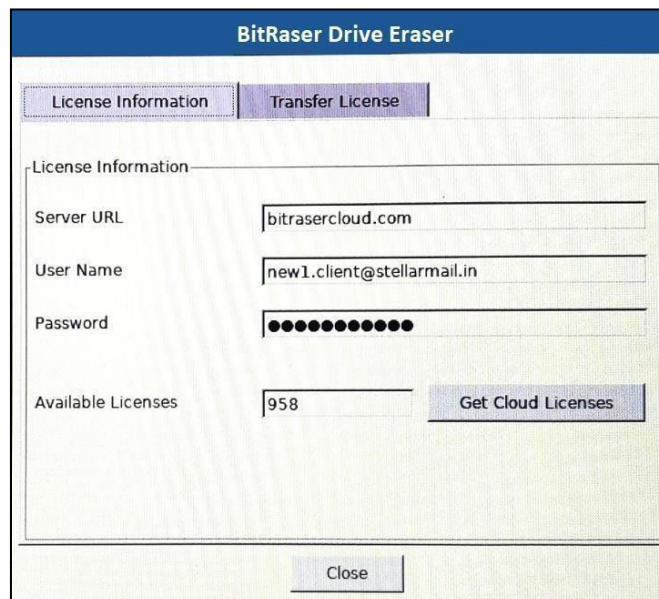 BitRaser Drive Eraser
License Information Transfer License
License Information
Server URL bitrasercloud.com
User Name new1.client@stellarmail.in
Password ●●●●●●●●●●●
Available Licenses 958 Get Cloud Licenses
Close